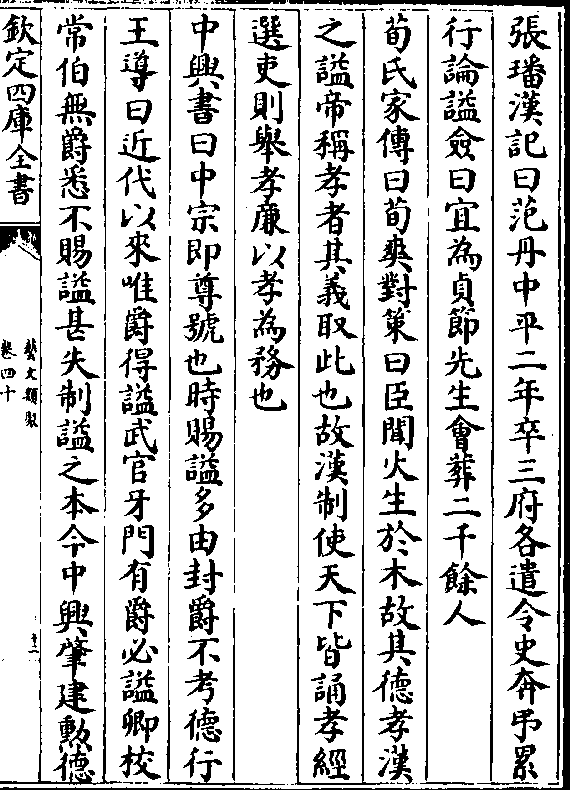 張璠漢記曰范丹中平二年卒三府各遣令史奔弔累
行論謚僉曰宜為貞節先生會葬二千餘人
荀氏家傳曰荀爽對策曰臣聞火生於木故其德孝漢
之謚帝稱孝者其義取此也故漢制使天下皆誦孝經
選吏則舉孝廉以孝為務也
中興書曰中宗即尊號也時賜謚多由封爵不考德行
王導曰近代以來唯爵得謚武官牙門有爵必謚卿校
常伯無爵悉不賜謚甚失制謚之本今中興肇建勲德
欽定四庫全書
藝文類聚
卷四十
十二